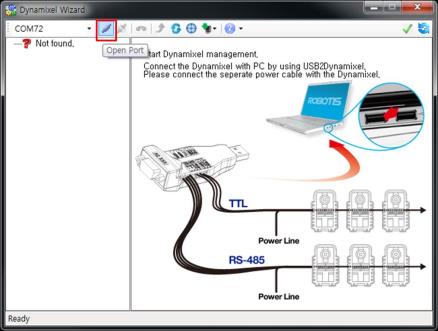 Dynamixel Wizard
COM72
Not found,
Open Port
tart Dynamixel management,
Connect the Dynamixel with PC by using USB2Dynamixel,
Please connect the seperate power cable with the Dynamixel,
ROBOTIS
TTL
Power Line
RS-485
Power Line
Ready